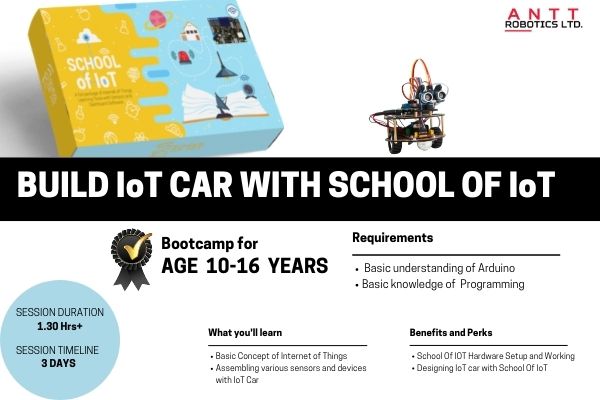 A N T T
ROBOTICS LTD.
SCHOOL
of IoT
BUILD IoT CAR WITH SCHOOL OF IoT
Bootcamp for
AGE 10-16 YEARS
Requirements
• Basic understanding of Arduino
• Basic knowledge of Programming
SESSION DURATION
1.30 Hrs+
SESSION TIMELINE
3 DAYS
What you'll learn
• Basic Concept of Internet of Things
• Assembling various sensors and devices
with IoT Car
Benefits and Perks
• School Of IOT Hardware Setup and Working
• Designing IoT car with School Of IoT